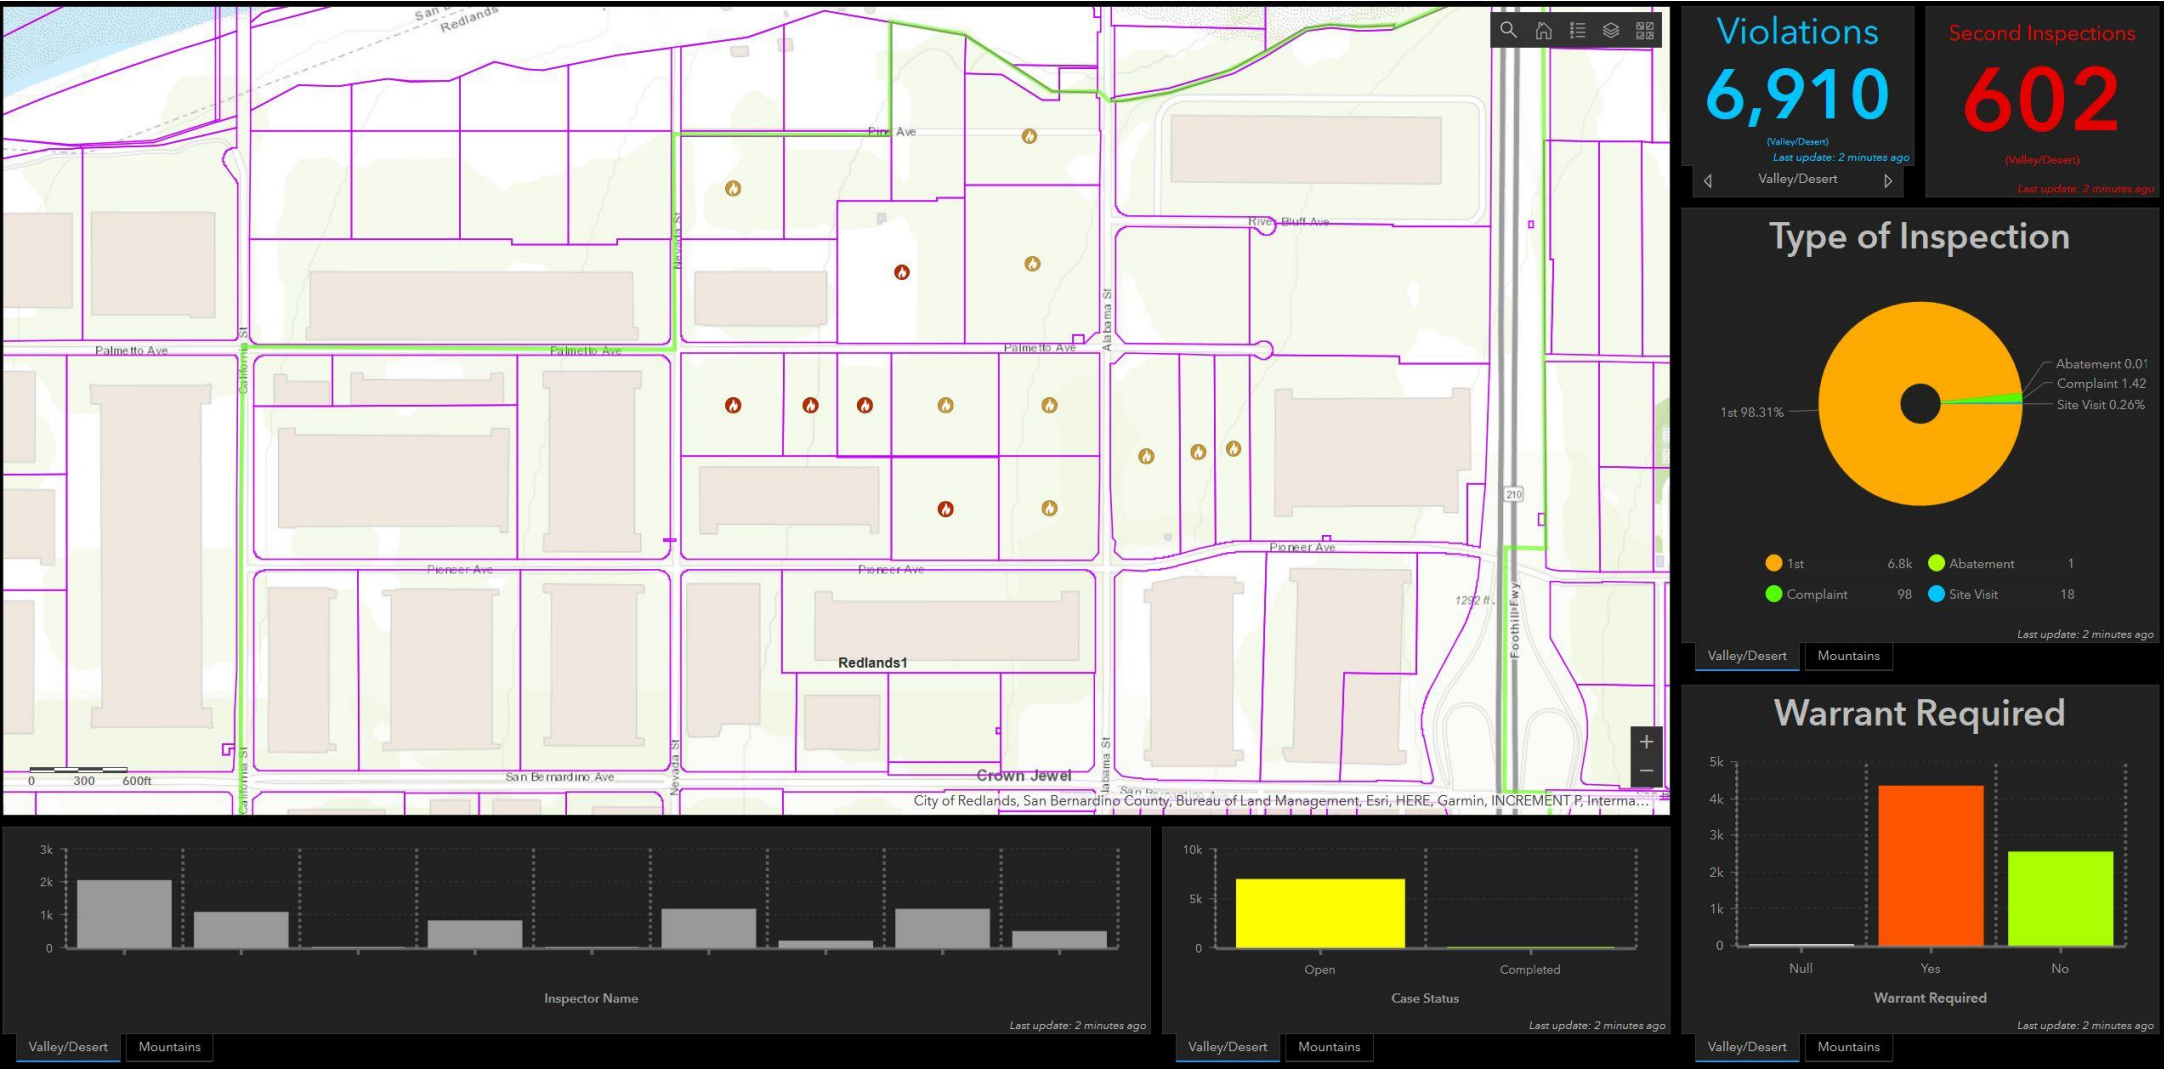 San B
Redlands
Pine Ave
Nevada St
River Bluff Ave
Alabama St
California St
Palmetto Ave
Palmetto Ave
Palmetto Ave
210
Pioneer Ave
Pioneer Ave
Pioneer Ave
1292 ft.
Foothill Fwy
Redlands1
Nevada St
labama St
California St
San Bernardino Ave
Crown Jewel
0 300 600ft
+
−
City of Redlands, San Bernardino County, Bureau of Land Management, Esri, HERE, Garmin, INCREMENT P, Interma...
Violations
6,910
(Valley/Desert)
Last update: 2 minutes ago
Valley/Desert
Second Inspections
602
(Valley/Desert)
Last update: 2 minutes ago
Type of Inspection
Abatement 0.01
Complaint 1.42
Site Visit 0.26%
1st 98.31%
1st 6.8k Abatement 1
Complaint 98 Site Visit 18
Last update: 2 minutes ago
Valley/Desert Mountains
Warrant Required
5k
4k
3k
2k
1k
0
Null Yes No
Warrant Required
Last update: 2 minutes ago
Valley/Desert Mountains
3k
2k
1k
0
Inspector Name
Last update: 2 minutes ago
Valley/Desert Mountains
10k
5k
0
Open Completed
Case Status
Last update: 2 minutes ago
Valley/Desert Mountains